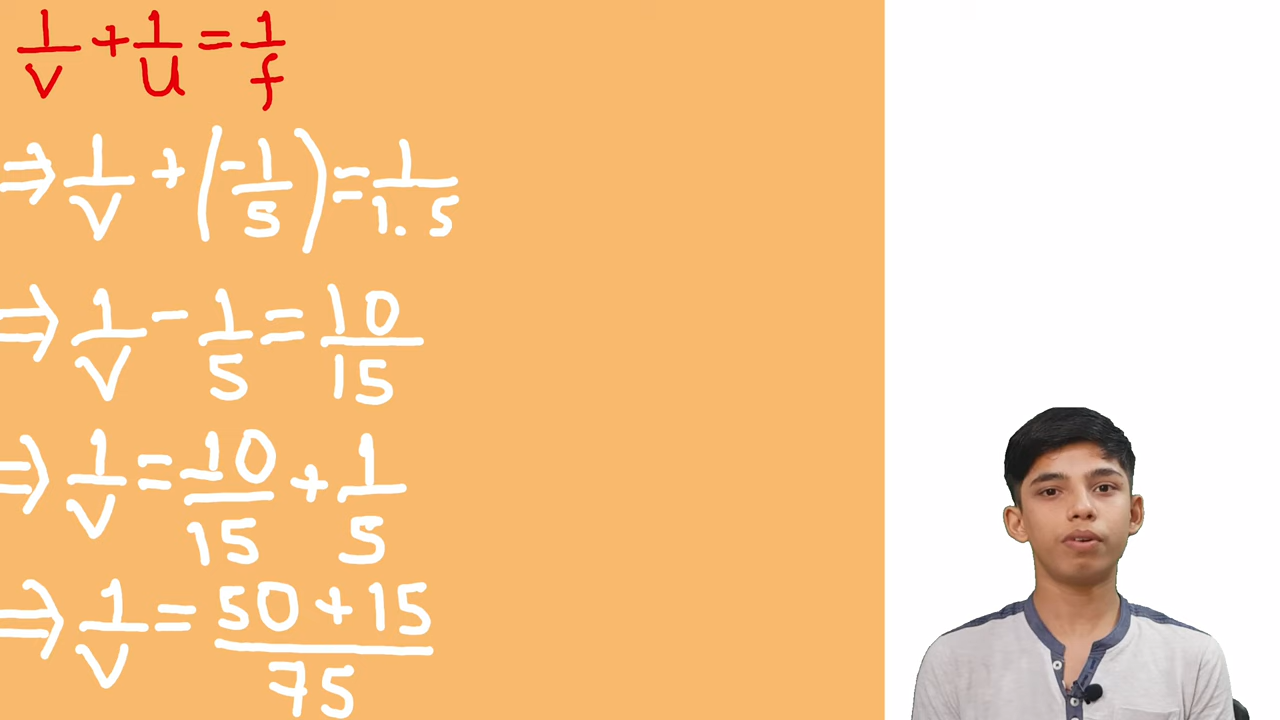 1/v + 1/u = 1/f
⇒ 1/v + (-1/5) = 1/1.5
⇒ 1/v - 1/5 = 10/15
⇒ 1/v = 10/15 + 1/5
⇒ 1/v = 50+15/75